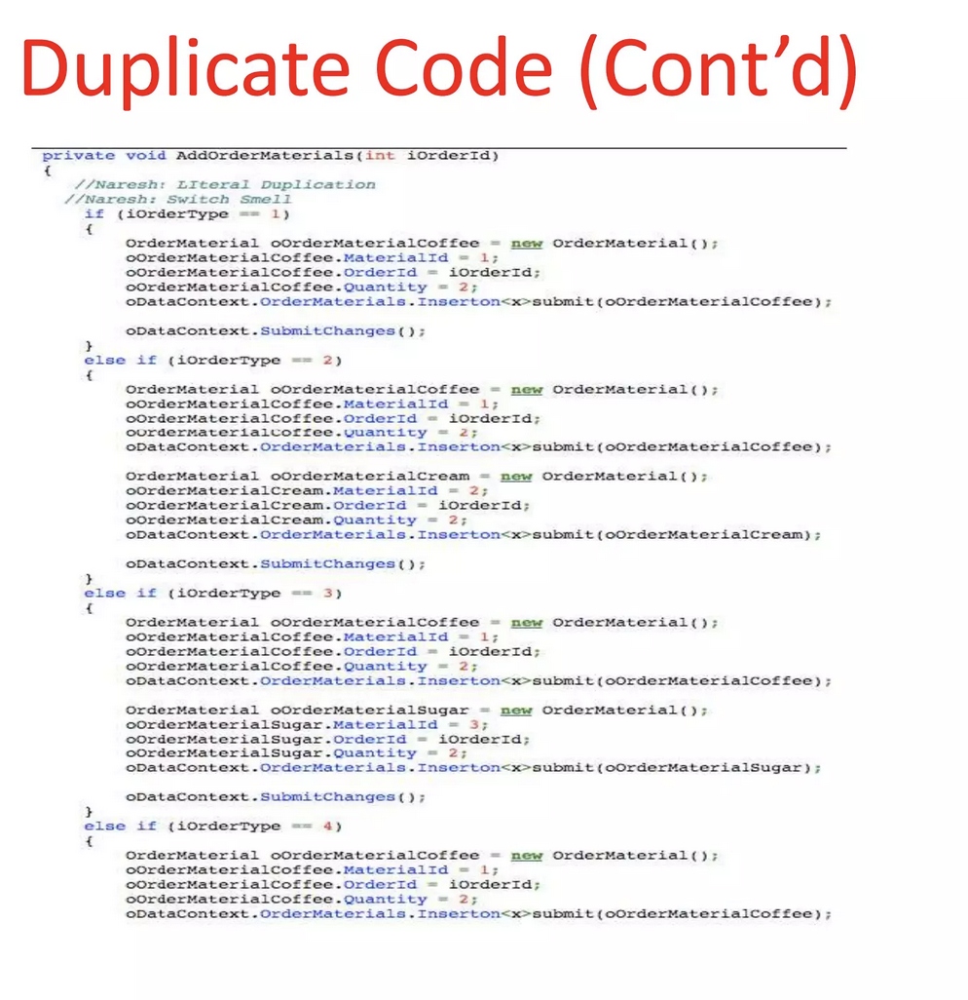 Duplicate Code (Cont’d)
private void AddOrderMaterials(int iOrderId)
{
//Naresh: LIteral Duplication
//Naresh: Switch Smell
if (iOrderType == 1)
{
OrderMaterial oOrderMaterialCoffee = new OrderMaterial();
oOrderMaterialCoffee.MaterialId = 1;
oOrderMaterialCoffee.OrderId = iOrderId;
oOrderMaterialCoffee.Quantity = 2;
oDataContext.OrderMaterials.Inserton<x>submit(oOrderMaterialCoffee);
oDataContext.SubmitChanges();
}
else if (iOrderType == 2)
{
OrderMaterial oOrderMaterialCoffee = new OrderMaterial();
oOrderMaterialCoffee.MaterialId = 1;
oOrderMaterialCoffee.OrderId = iOrderId;
oOrderMaterialCoffee.Quantity = 2;
oDataContext.OrderMaterials.Inserton<x>submit(oOrderMaterialCoffee);
OrderMaterial oOrderMaterialCream = new OrderMaterial();
oOrderMaterialCream.MaterialId = 2;
oOrderMaterialCream.OrderId = iOrderId;
oOrderMaterialCream.Quantity = 2;
oDataContext.OrderMaterials.Inserton<x>submit(oOrderMaterialCream);
oDataContext.SubmitChanges();
}
else if (iOrderType == 3)
{
OrderMaterial oOrderMaterialCoffee = new OrderMaterial();
oOrderMaterialCoffee.MaterialId = 1;
oOrderMaterialCoffee.OrderId = iOrderId;
oOrderMaterialCoffee.Quantity = 2;
oDataContext.OrderMaterials.Inserton<x>submit(oOrderMaterialCoffee);
OrderMaterial oOrderMaterialSugar = new OrderMaterial();
oOrderMaterialSugar.MaterialId = 3;
oOrderMaterialSugar.OrderId = iOrderId;
oOrderMaterialSugar.Quantity = 2;
oDataContext.OrderMaterials.Inserton<x>submit(oOrderMaterialSugar);
oDataContext.SubmitChanges();
}
else if (iOrderType == 4)
{
OrderMaterial oOrderMaterialCoffee = new OrderMaterial();
oOrderMaterialCoffee.MaterialId = 1;
oOrderMaterialCoffee.OrderId = iOrderId;
oOrderMaterialCoffee.Quantity = 2;
oDataContext.OrderMaterials.Inserton<x>submit(oOrderMaterialCoffee);